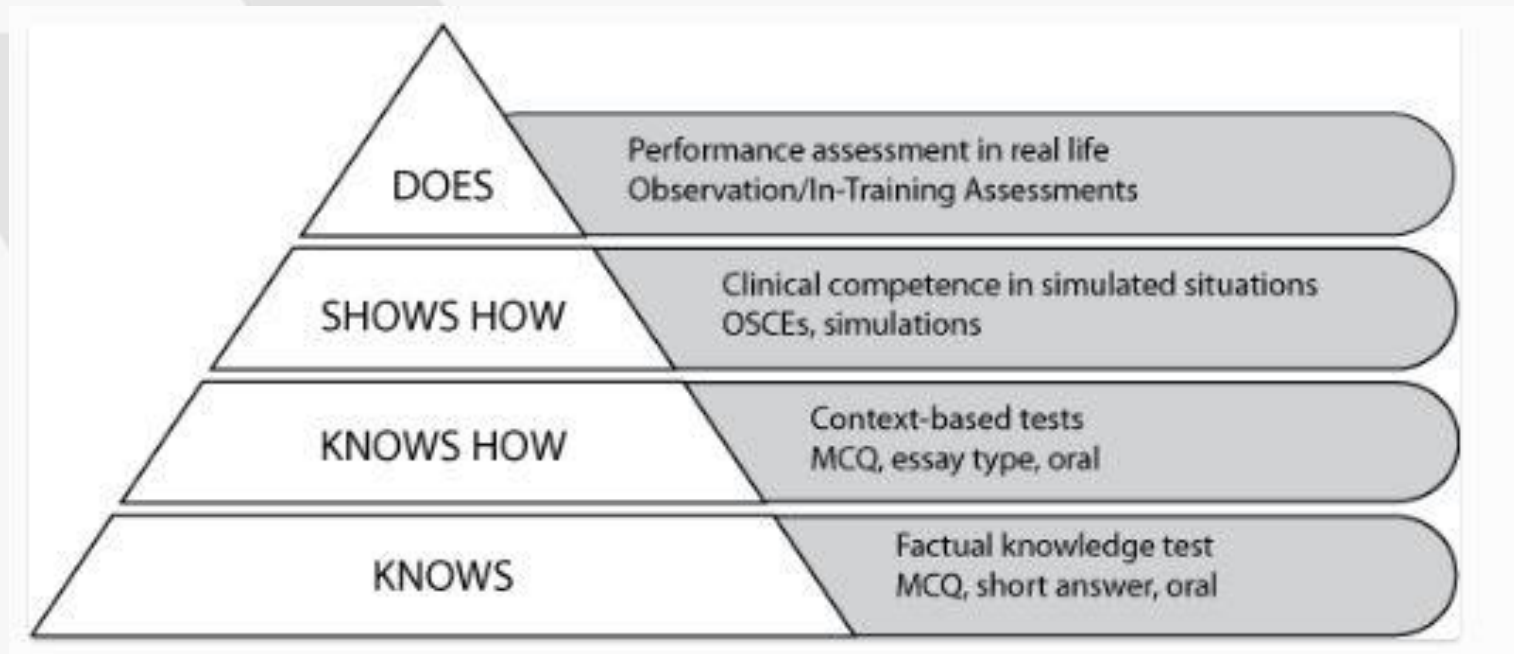 DOES
Performance assessment in real life
Observation/In-Training Assessments
SHOWS HOW
Clinical competence in simulated situations
OSCEs, simulations
KNOWS HOW
Context-based tests
MCQ, essay type, oral
KNOWS
Factual knowledge test
MCQ, short answer, oral